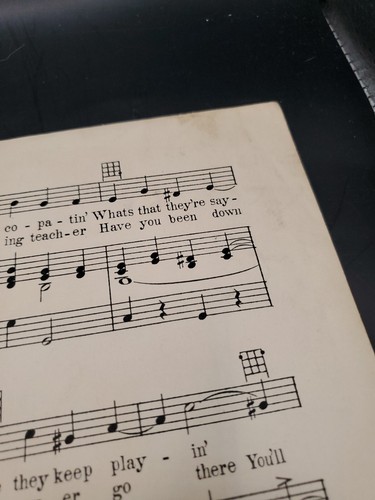 co - pa - tin' Whats that they're say -
ing teach - er Have you been down
they keep play - in'
er go there You'll